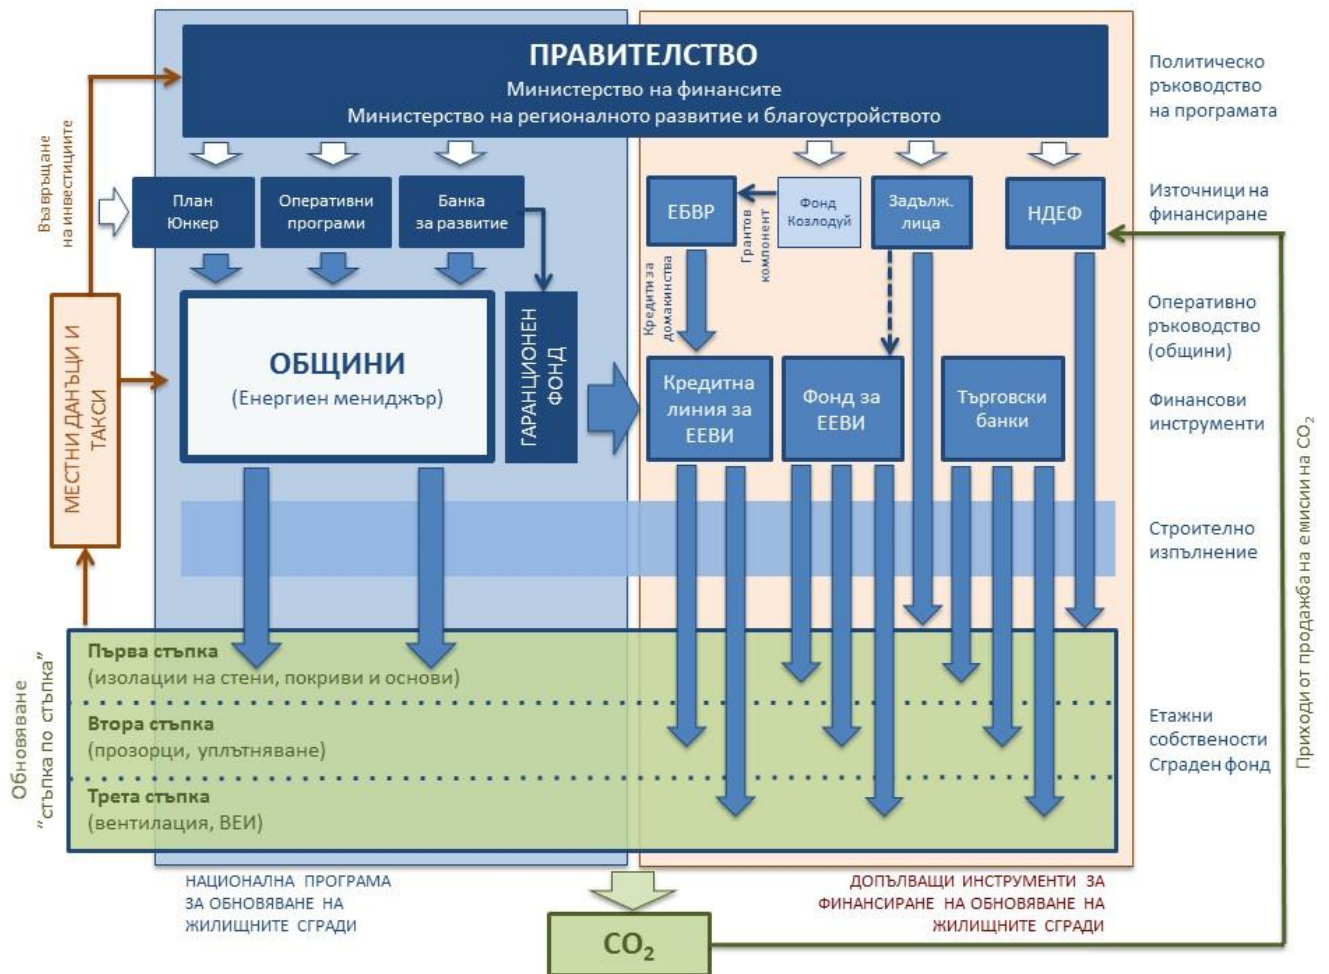 ПРАВИТЕЛСТВО
Министерство на финансите
Министерство на регионалното развитие и благоустройството
Политическо
ръководство
на програмата
Възвръщане
на инвестициите
План
Юнкер
Оперативни
програми
Банка
за развитие
ЕБВР
Грантов
компонент
Фонд
Козлодуй
Задълж.
лица
НДЕФ
Източници на
финансиране
Кредити за
домакинства
МЕСТНИ ДАНЪЦИ И
ТАКСИ
ОБЩИНИ
(Енергиен мениджър)
ГАРАНЦИОНЕН
ФОНД
Кредитна
линия за
ЕЕВИ
Фонд за
ЕЕВИ
Търговски
банки
Оперативно
ръководство
(общини)
Финансови
инструменти
Строително
изпълнение
Приходи от продажба на емисии на CO₂
Обновяване
"стъпка по стъпка"
Първа стъпка
(изолации на стени, покриви и основи)
Втора стъпка
(прозорци, уплътняване)
Трета стъпка
(вентилация, ВЕИ)
Етажни
собствености
Сграден фонд
НАЦИОНАЛНА ПРОГРАМА
ЗА ОБНОВЯВАНЕ НА
ЖИЛИЩНИТЕ СГРАДИ
ДОПЪЛВАЩИ ИНСТРУМЕНТИ ЗА
ФИНАНСИРАНЕ НА ОБНОВЯВАНЕ НА
ЖИЛИЩНИТЕ СГРАДИ
CO₂